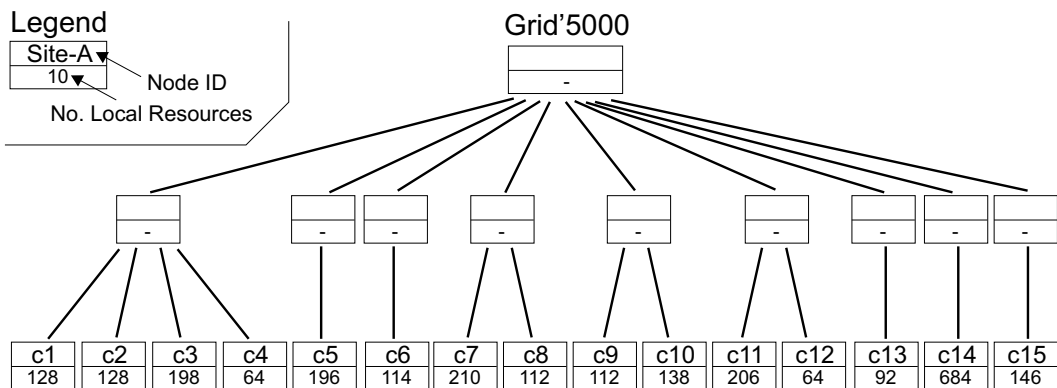 Legend
Site-A
10
Node ID
No. Local Resources
Grid’5000
-
- - - - - - - - -
c1 c2 c3 c4 c5 c6 c7 c8 c9 c10 c11 c12 c13 c14 c15
128 128 198 64 196 114 210 112 112 138 206 64 92 684 146